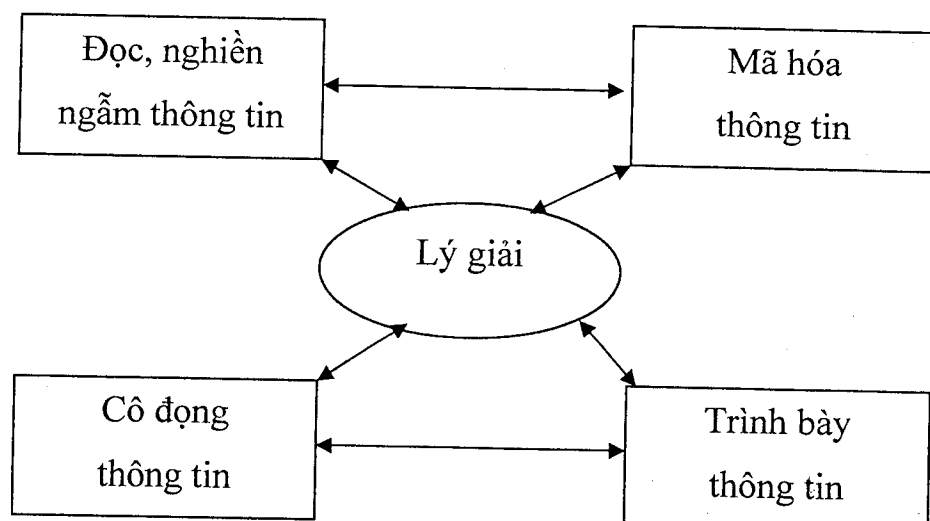 Đọc, nghiền
ngẫm thông tin
Mã hóa
thông tin
Lý giải
Cô đọng
thông tin
Trình bày
thông tin